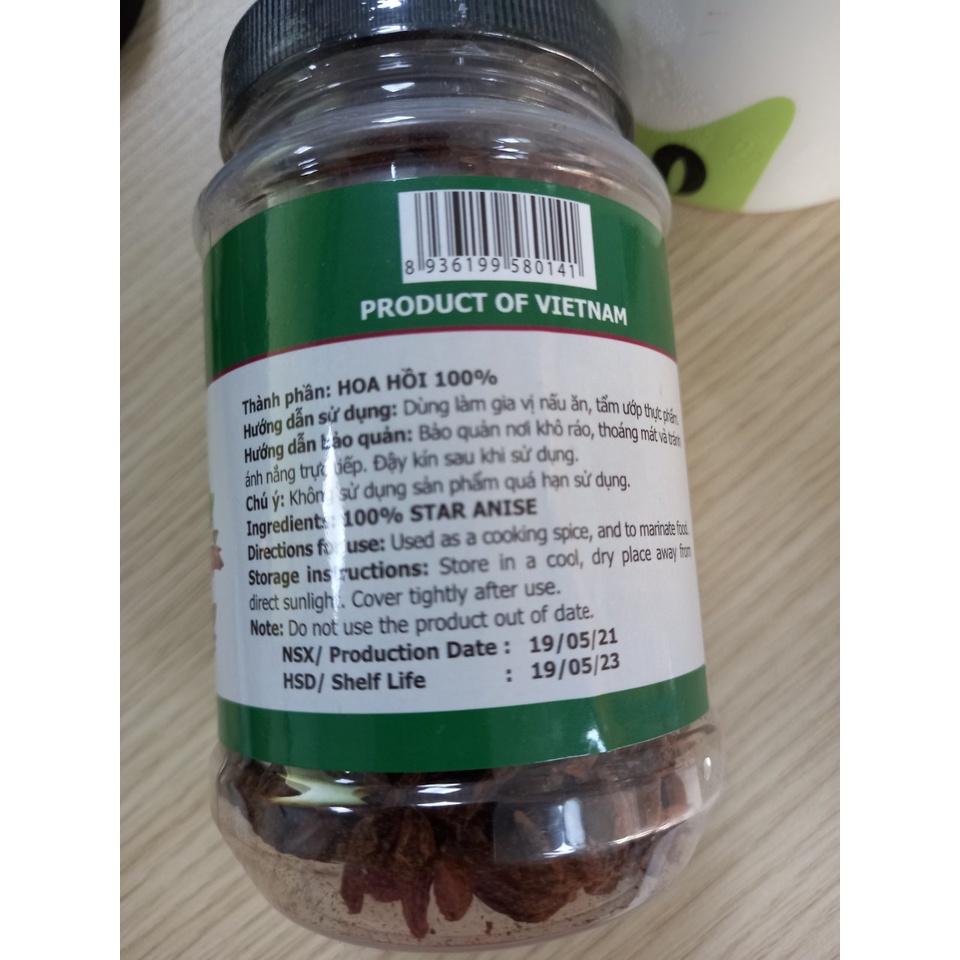 8 936199 580141
PRODUCT OF VIETNAM
Thành phần: HOA HỒI 100%
Hướng dẫn sử dụng: Dùng làm gia vị nấu ăn, tẩm ướp thực phẩm.
Hướng dẫn bảo quản: Bảo quản nơi khô ráo, thoáng mát và tránh
ánh nắng trực tiếp. Đậy kín sau khi sử dụng.
Chú ý: Không sử dụng sản phẩm quá hạn sử dụng.
Ingredients: 100% STAR ANISE
Directions for use: Used as a cooking spice, and to marinate food.
Storage instructions: Store in a cool, dry place away from
direct sunlight. Cover tightly after use.
Note: Do not use the product out of date.
NSX/ Production Date : 19/05/21
HSD/ Shelf Life : 19/05/23